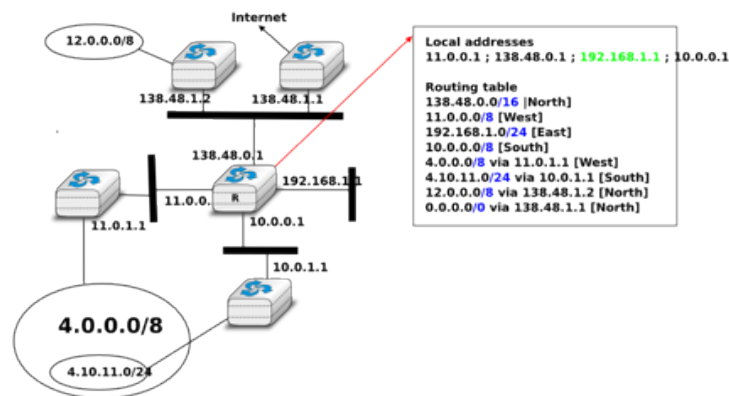 Internet
12.0.0.0/8
138.48.1.2
138.48.1.1
138.48.0.1
192.168.1.1
R
11.0.0.
11.0.1.1
10.0.0.1
10.0.1.1
4.0.0.0/8
4.10.11.0/24
Local addresses
11.0.0.1 ; 138.48.0.1 ; 192.168.1.1 ; 10.0.0.1
Routing table
138.48.0.0/16 |North]
11.0.0.0/8 [West]
192.168.1.0/24 [East]
10.0.0.0/8 [South]
4.0.0.0/8 via 11.0.1.1 [West]
4.10.11.0/24 via 10.0.1.1 [South]
12.0.0.0/8 via 138.48.1.2 [North]
0.0.0.0/0 via 138.48.1.1 [North]